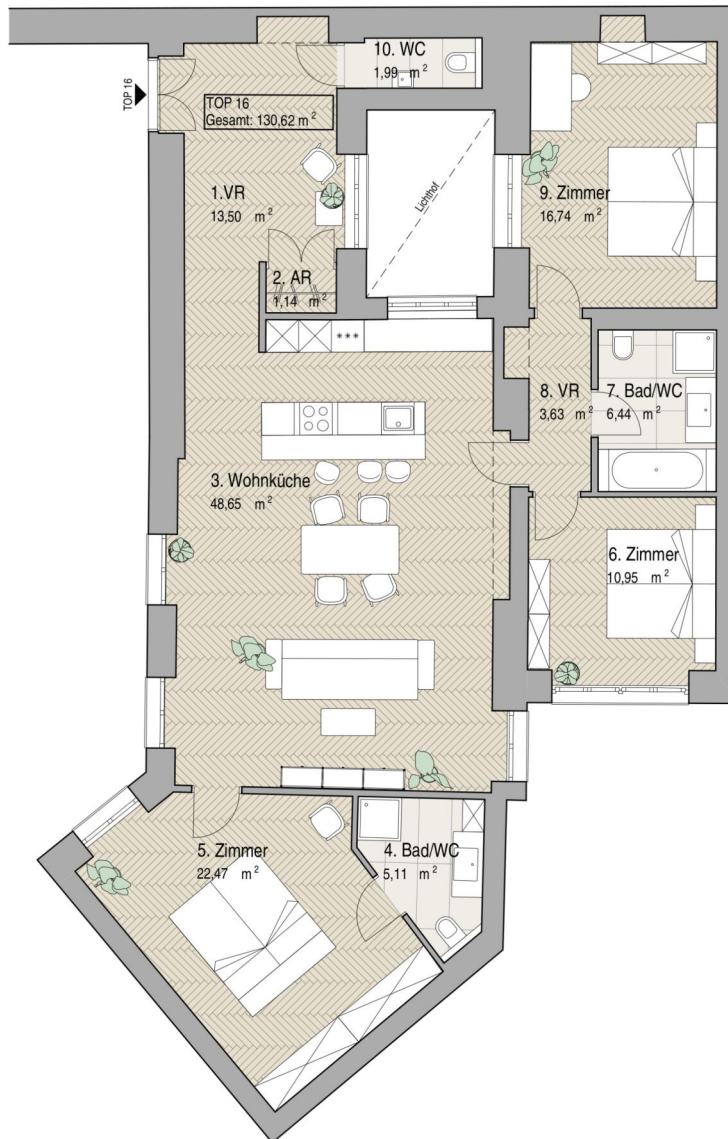 10. WC
1,99 m²
TOP 16
TOP 16
Gesamt: 130,62 m²
Lichthof
1.VR
13,50 m²
9. Zimmer
16,74 m²
2. AR
1,14 m²
***
8. VR
3,63 m²
7. Bad/WC
6,44 m²
3. Wohnküche
48,65 m²
6. Zimmer
10,95 m²
5. Zimmer
22,47 m²
4. Bad/WC
5,11 m²